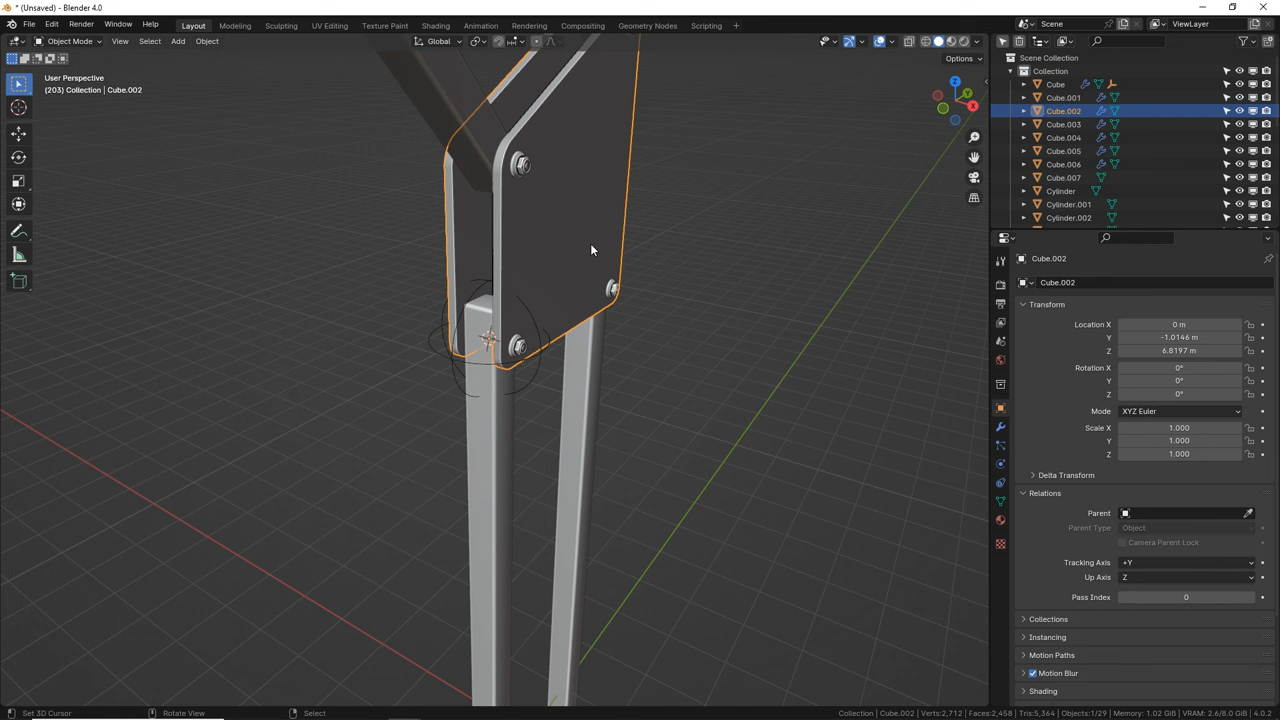 * (Unsaved) - Blender 4.0
File Edit Render Window Help Layout Modeling Sculpting UV Editing Texture Paint Shading Animation Rendering Compositing Geometry Nodes Scripting + Scene ViewLayer
Object Mode View Select Add Object Global
Options
User Perspective
(203) Collection | Cube.002
Z
Y
X
Scene Collection
Collection
Cube
Cube.001
Cube.002
Cube.003
Cube.004
Cube.005
Cube.006
Cube.007
Cylinder
Cylinder.001
Cylinder.002
Cube.002
Cube.002
Transform
Location X 0 m
Y -1.0146 m
Z 6.8197 m
Rotation X 0°
Y 0°
Z 0°
Mode XYZ Euler
Scale X 1.000
Y 1.000
Z 1.000
Delta Transform
Relations
Parent
Parent Type Object
Camera Parent Lock
Tracking Axis +Y
Up Axis Z
Pass Index 0
Collections
Instancing
Motion Paths
Motion Blur
Shading
Set 3D Cursor Rotate View Select Collection | Cube.002 | Verts:2,712 | Faces:2,458 | Tris:5,364 | Objects:1/29 | Memory: 1.02 GiB | VRAM: 2.6/8.0 GiB | 4.0.2